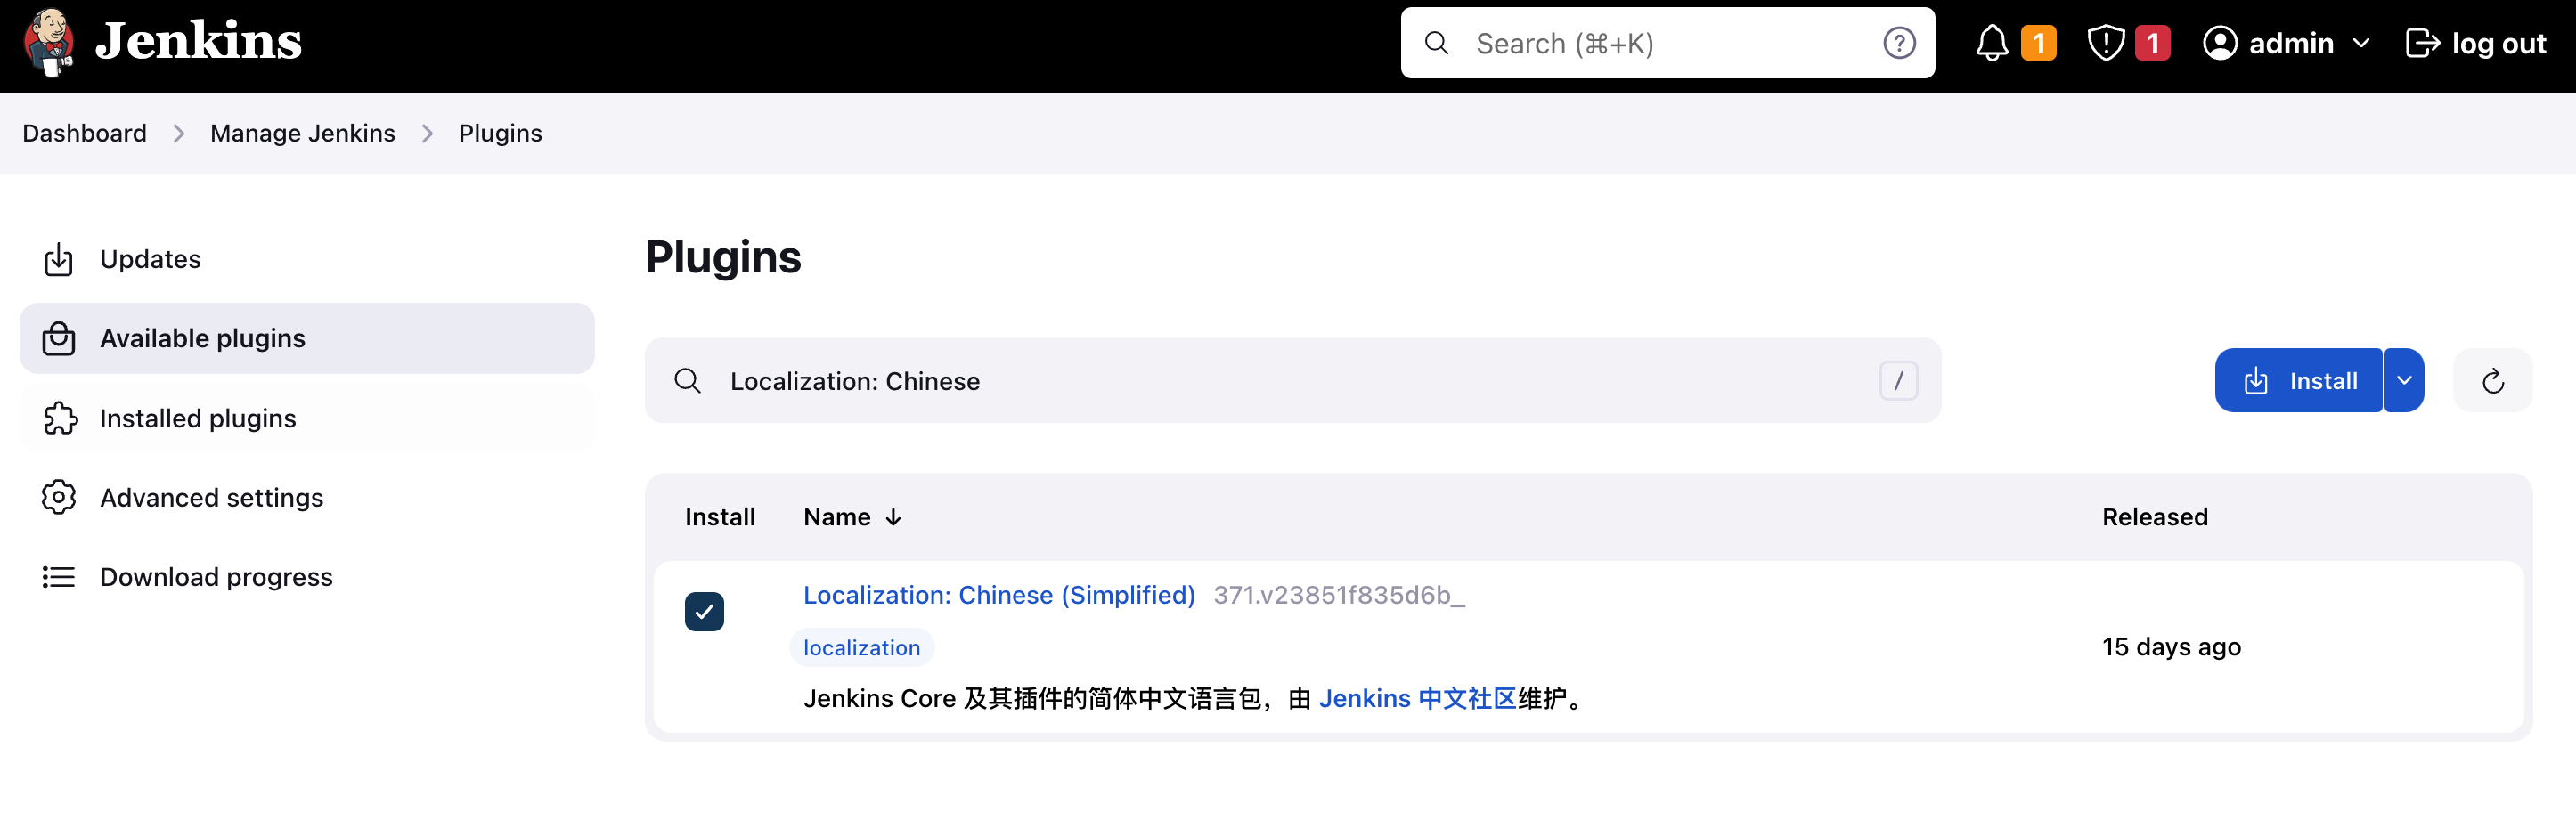 Jenkins
Search (⌘+K)
1
1
admin
log out
Dashboard
Manage Jenkins
Plugins
Updates
Available plugins
Installed plugins
Advanced settings
Download progress
Plugins
Localization: Chinese
/
Install
Install Name ↓ Released
Localization: Chinese (Simplified) 371.v23851f835d6b_
localization
15 days ago
Jenkins Core 及其插件的简体中文语言包，由 Jenkins 中文社区维护。